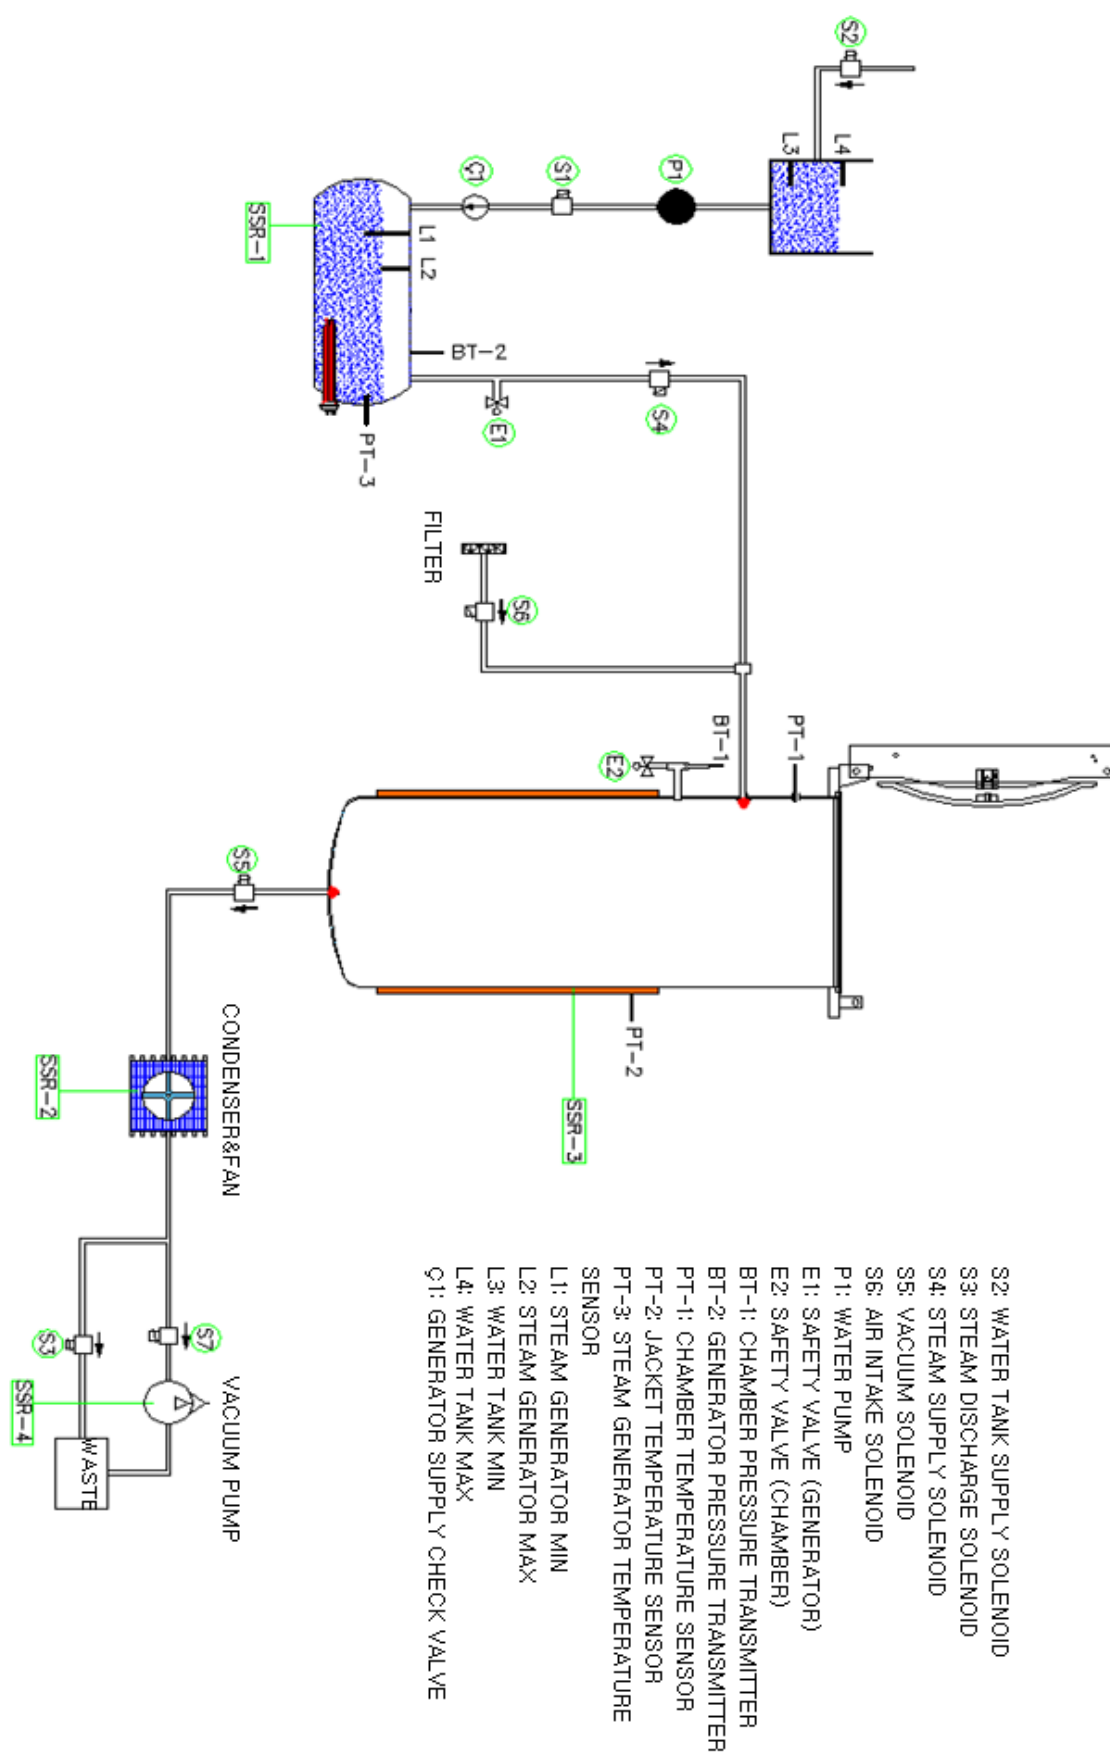 S2
L4
L3
PT-1
BT-1
P1
S4
PT-2
E2
SSR-3
S1
S6
E1
BT-2
Ç1
FILTER
L1
L2
PT-3
SSR-1
S5
CONDENSER&FAN
VACUUM PUMP
S7
WASTE
SSR-2
S3
SSR-4
S2: WATER TANK SUPPLY SOLENOID
S3: STEAM DISCHARGE SOLENOID
S4: STEAM SUPPLY SOLENOID
S5: VACUUM SOLENOID
S6: AIR INTAKE SOLENOID
P1: WATER PUMP
E1: SAFETY VALVE (GENERATOR)
E2: SAFETY VALVE (CHAMBER)
BT-1: CHAMBER PRESSURE TRANSMITTER
BT-2: GENERATOR PRESSURE TRANSMITTER
PT-1: CHAMBER TEMPERATURE SENSOR
PT-2: JACKET TEMPERATURE SENSOR
PT-3: STEAM GENERATOR TEMPERATURE
SENSOR
L1: STEAM GENERATOR MIN
L2: STEAM GENERATOR MAX
L3: WATER TANK MIN
L4: WATER TANK MAX
Ç1: GENERATOR SUPPLY CHECK VALVE